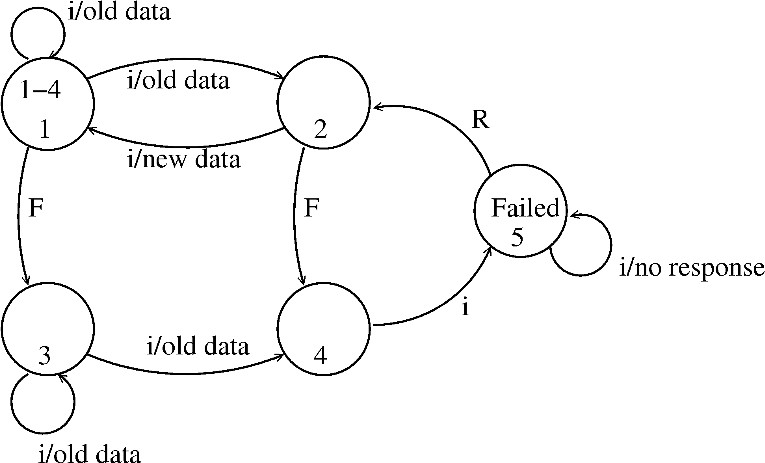 i/old data
1–4
1
i/old data
2
R
i/new data
F
F
Failed
5
i/no response
i
i/old data
3
4
i/old data